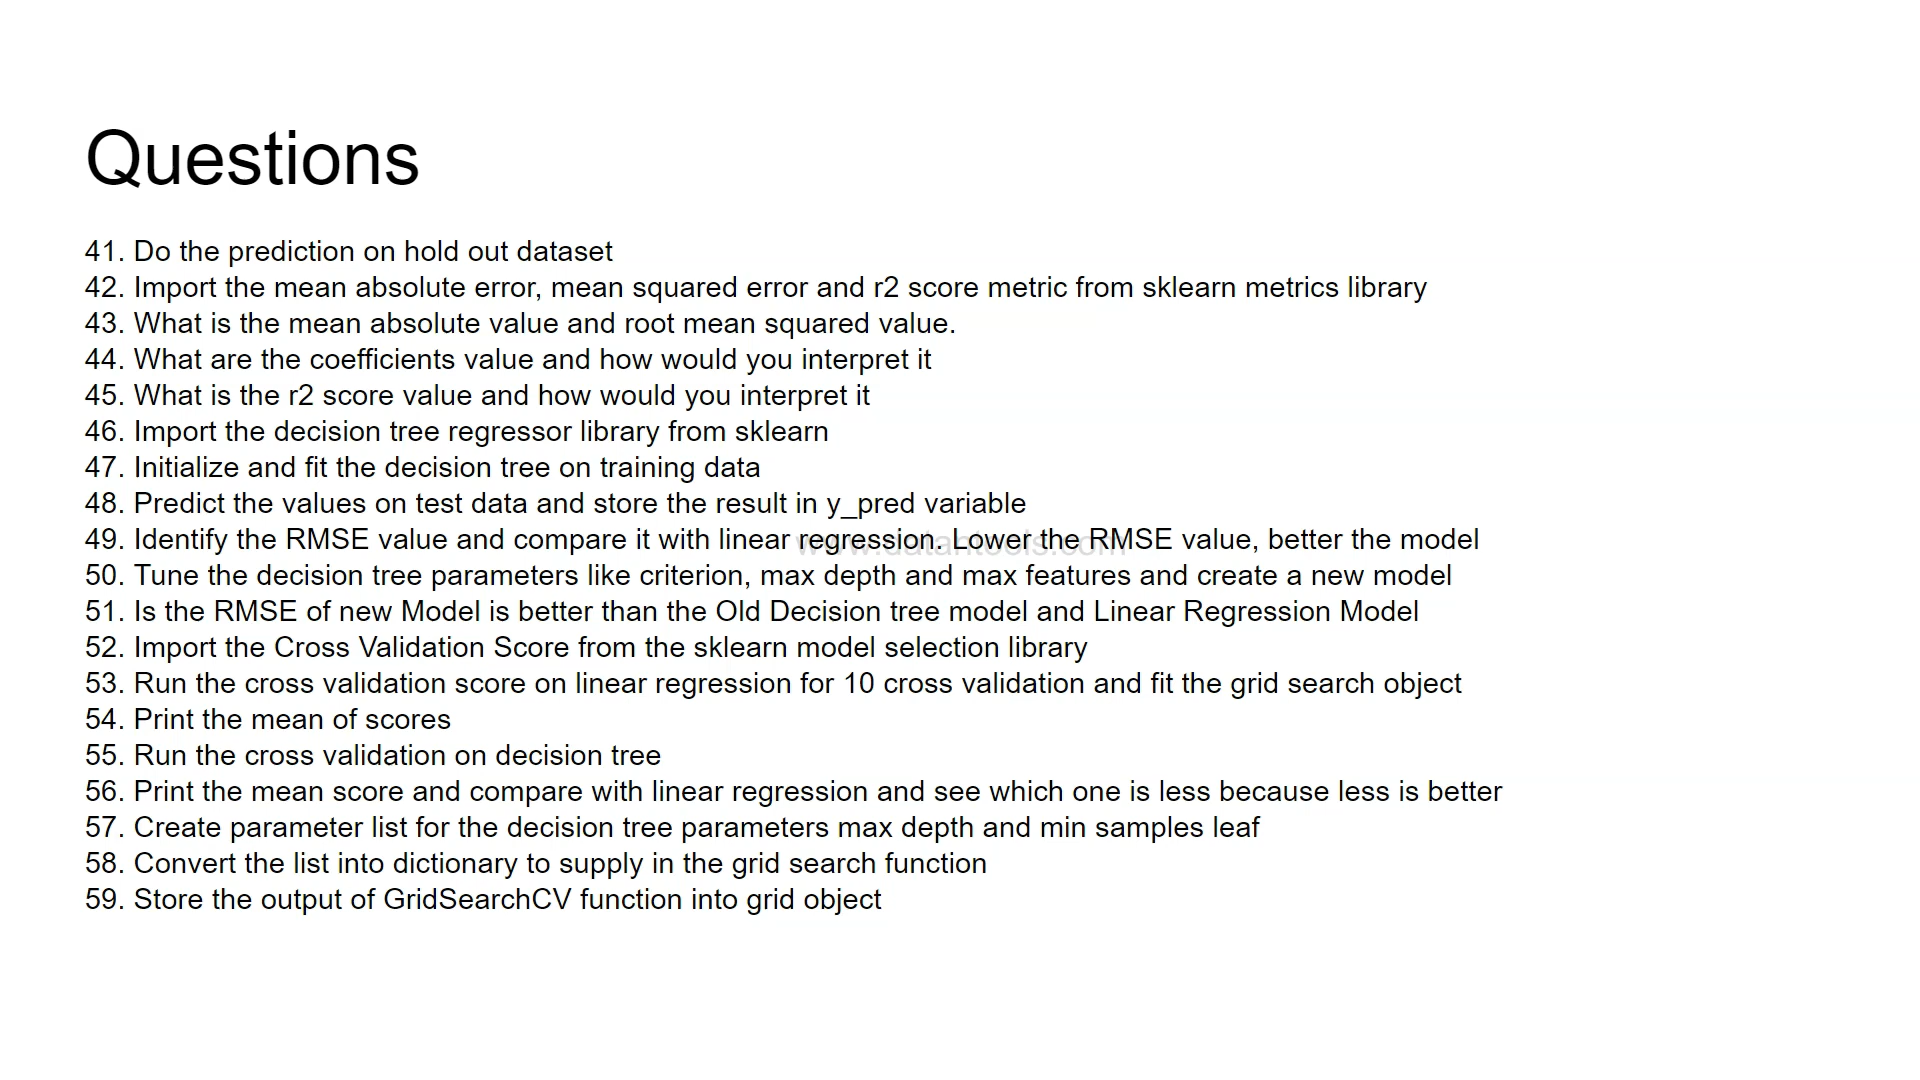 Questions
41. Do the prediction on hold out dataset
42. Import the mean absolute error, mean squared error and r2 score metric from sklearn metrics library
43. What is the mean absolute value and root mean squared value.
44. What are the coefficients value and how would you interpret it
45. What is the r2 score value and how would you interpret it
46. Import the decision tree regressor library from sklearn
47. Initialize and fit the decision tree on training data
48. Predict the values on test data and store the result in y_pred variable
49. Identify the RMSE value and compare it with linear regression. Lower the RMSE value, better the model
www.datantools.com
50. Tune the decision tree parameters like criterion, max depth and max features and create a new model
51. Is the RMSE of new Model is better than the Old Decision tree model and Linear Regression Model
52. Import the Cross Validation Score from the sklearn model selection library
53. Run the cross validation score on linear regression for 10 cross validation and fit the grid search object
54. Print the mean of scores
55. Run the cross validation on decision tree
56. Print the mean score and compare with linear regression and see which one is less because less is better
57. Create parameter list for the decision tree parameters max depth and min samples leaf
58. Convert the list into dictionary to supply in the grid search function
59. Store the output of GridSearchCV function into grid object